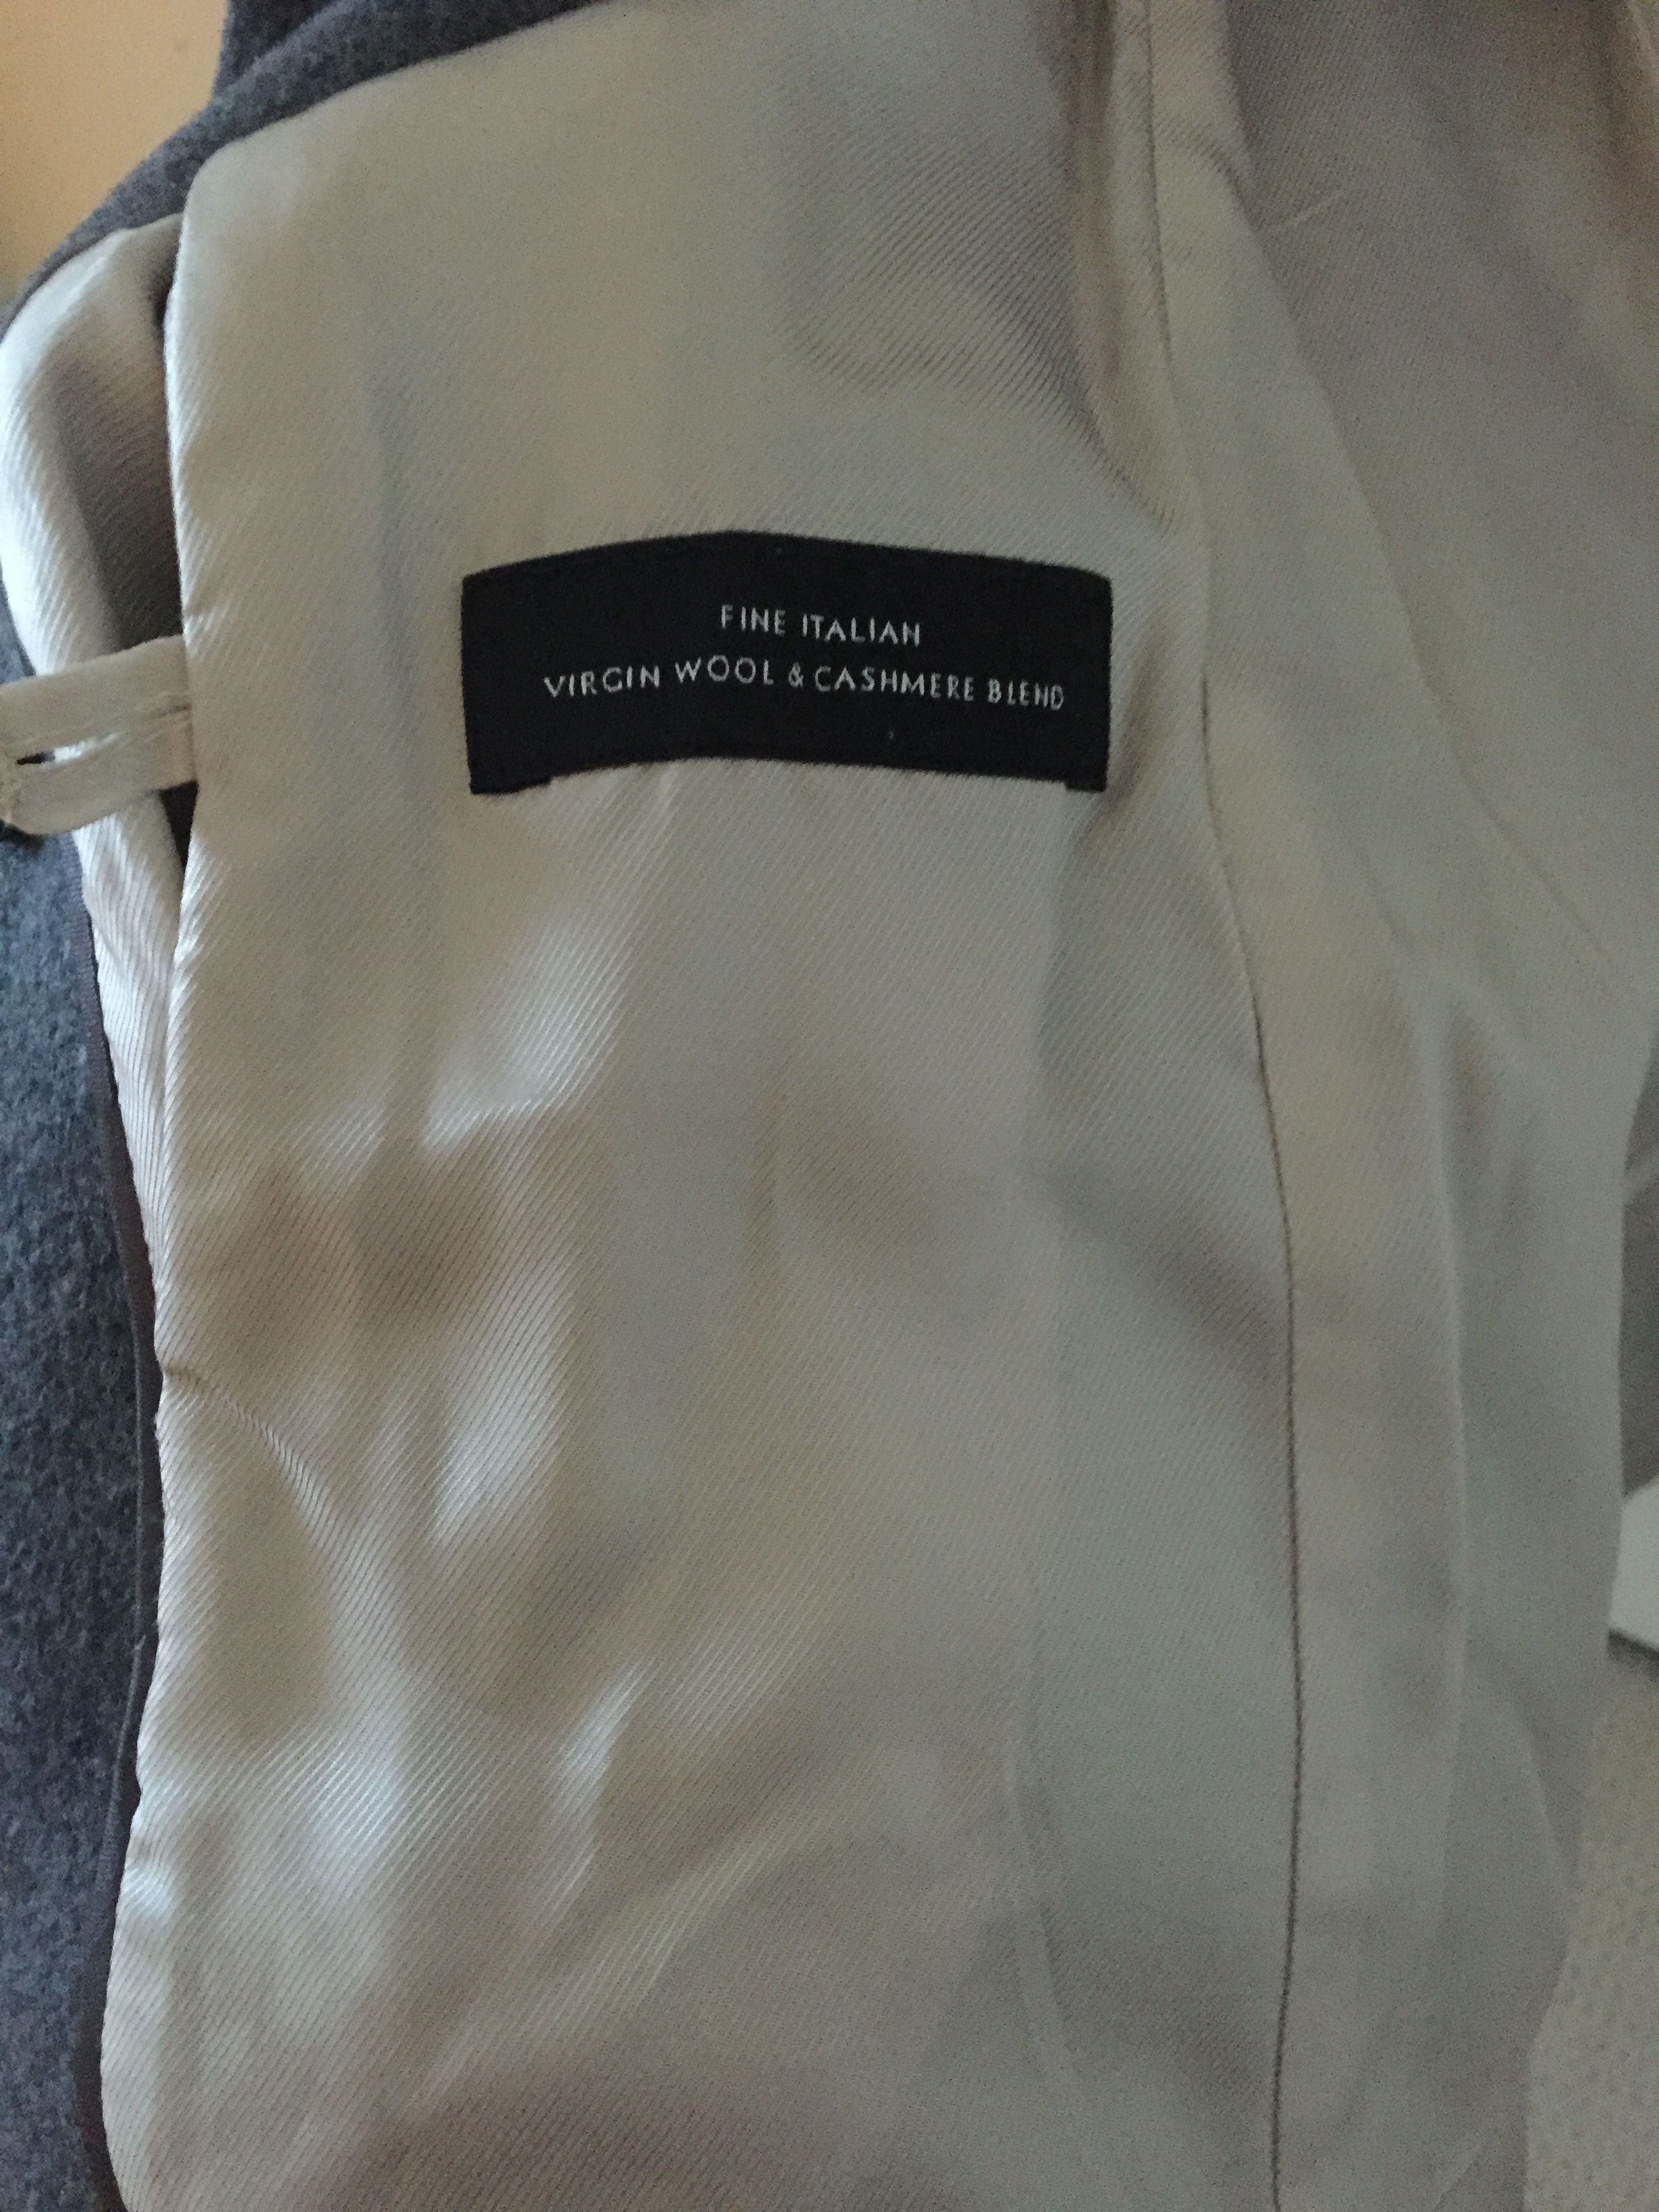 FINE ITALIAN
VIRGIN WOOL & CASHMERE BLEND